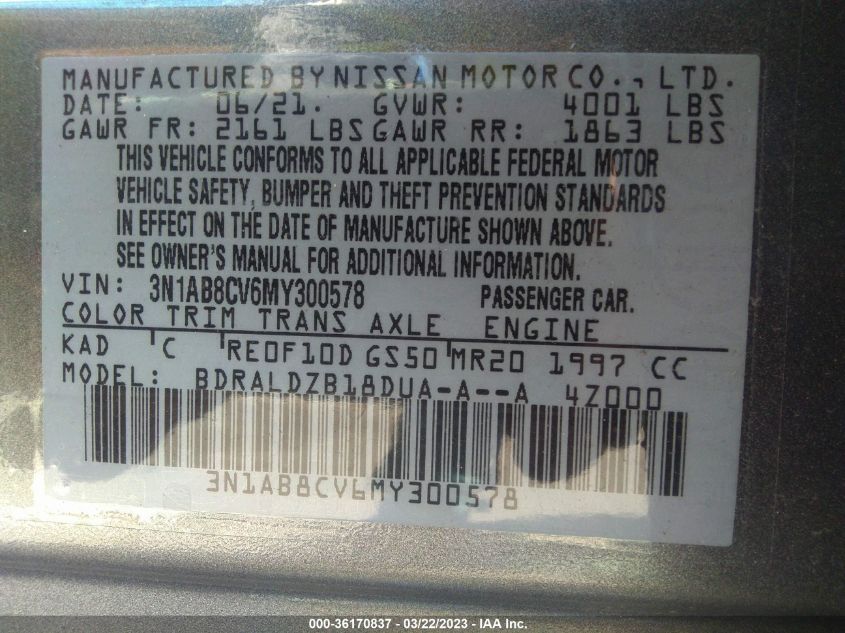 MANUFACTURED BY NISSAN MOTOR CO., LTD.
DATE: 06/21. GVWR: 4001 LBS
GAWR FR: 2161 LBS GAWR RR: 1863 LBS
THIS VEHICLE CONFORMS TO ALL APPLICABLE FEDERAL MOTOR
VEHICLE SAFETY, BUMPER AND THEFT PREVENTION STANDARDS
IN EFFECT ON THE DATE OF MANUFACTURE SHOWN ABOVE.
SEE OWNER'S MANUAL FOR ADDITIONAL INFORMATION.
VIN: 3N1AB8CV6MY300578 PASSENGER CAR.
COLOR TRIM TRANS AXLE ENGINE
KAD C RE0F10D GS50 MR20 1997 CC
MODEL: BDRALDZB18DUA-A--A 4Z000
3N1AB8CV6MY300578
000-36170837 - 03/22/2023 - IAA Inc.